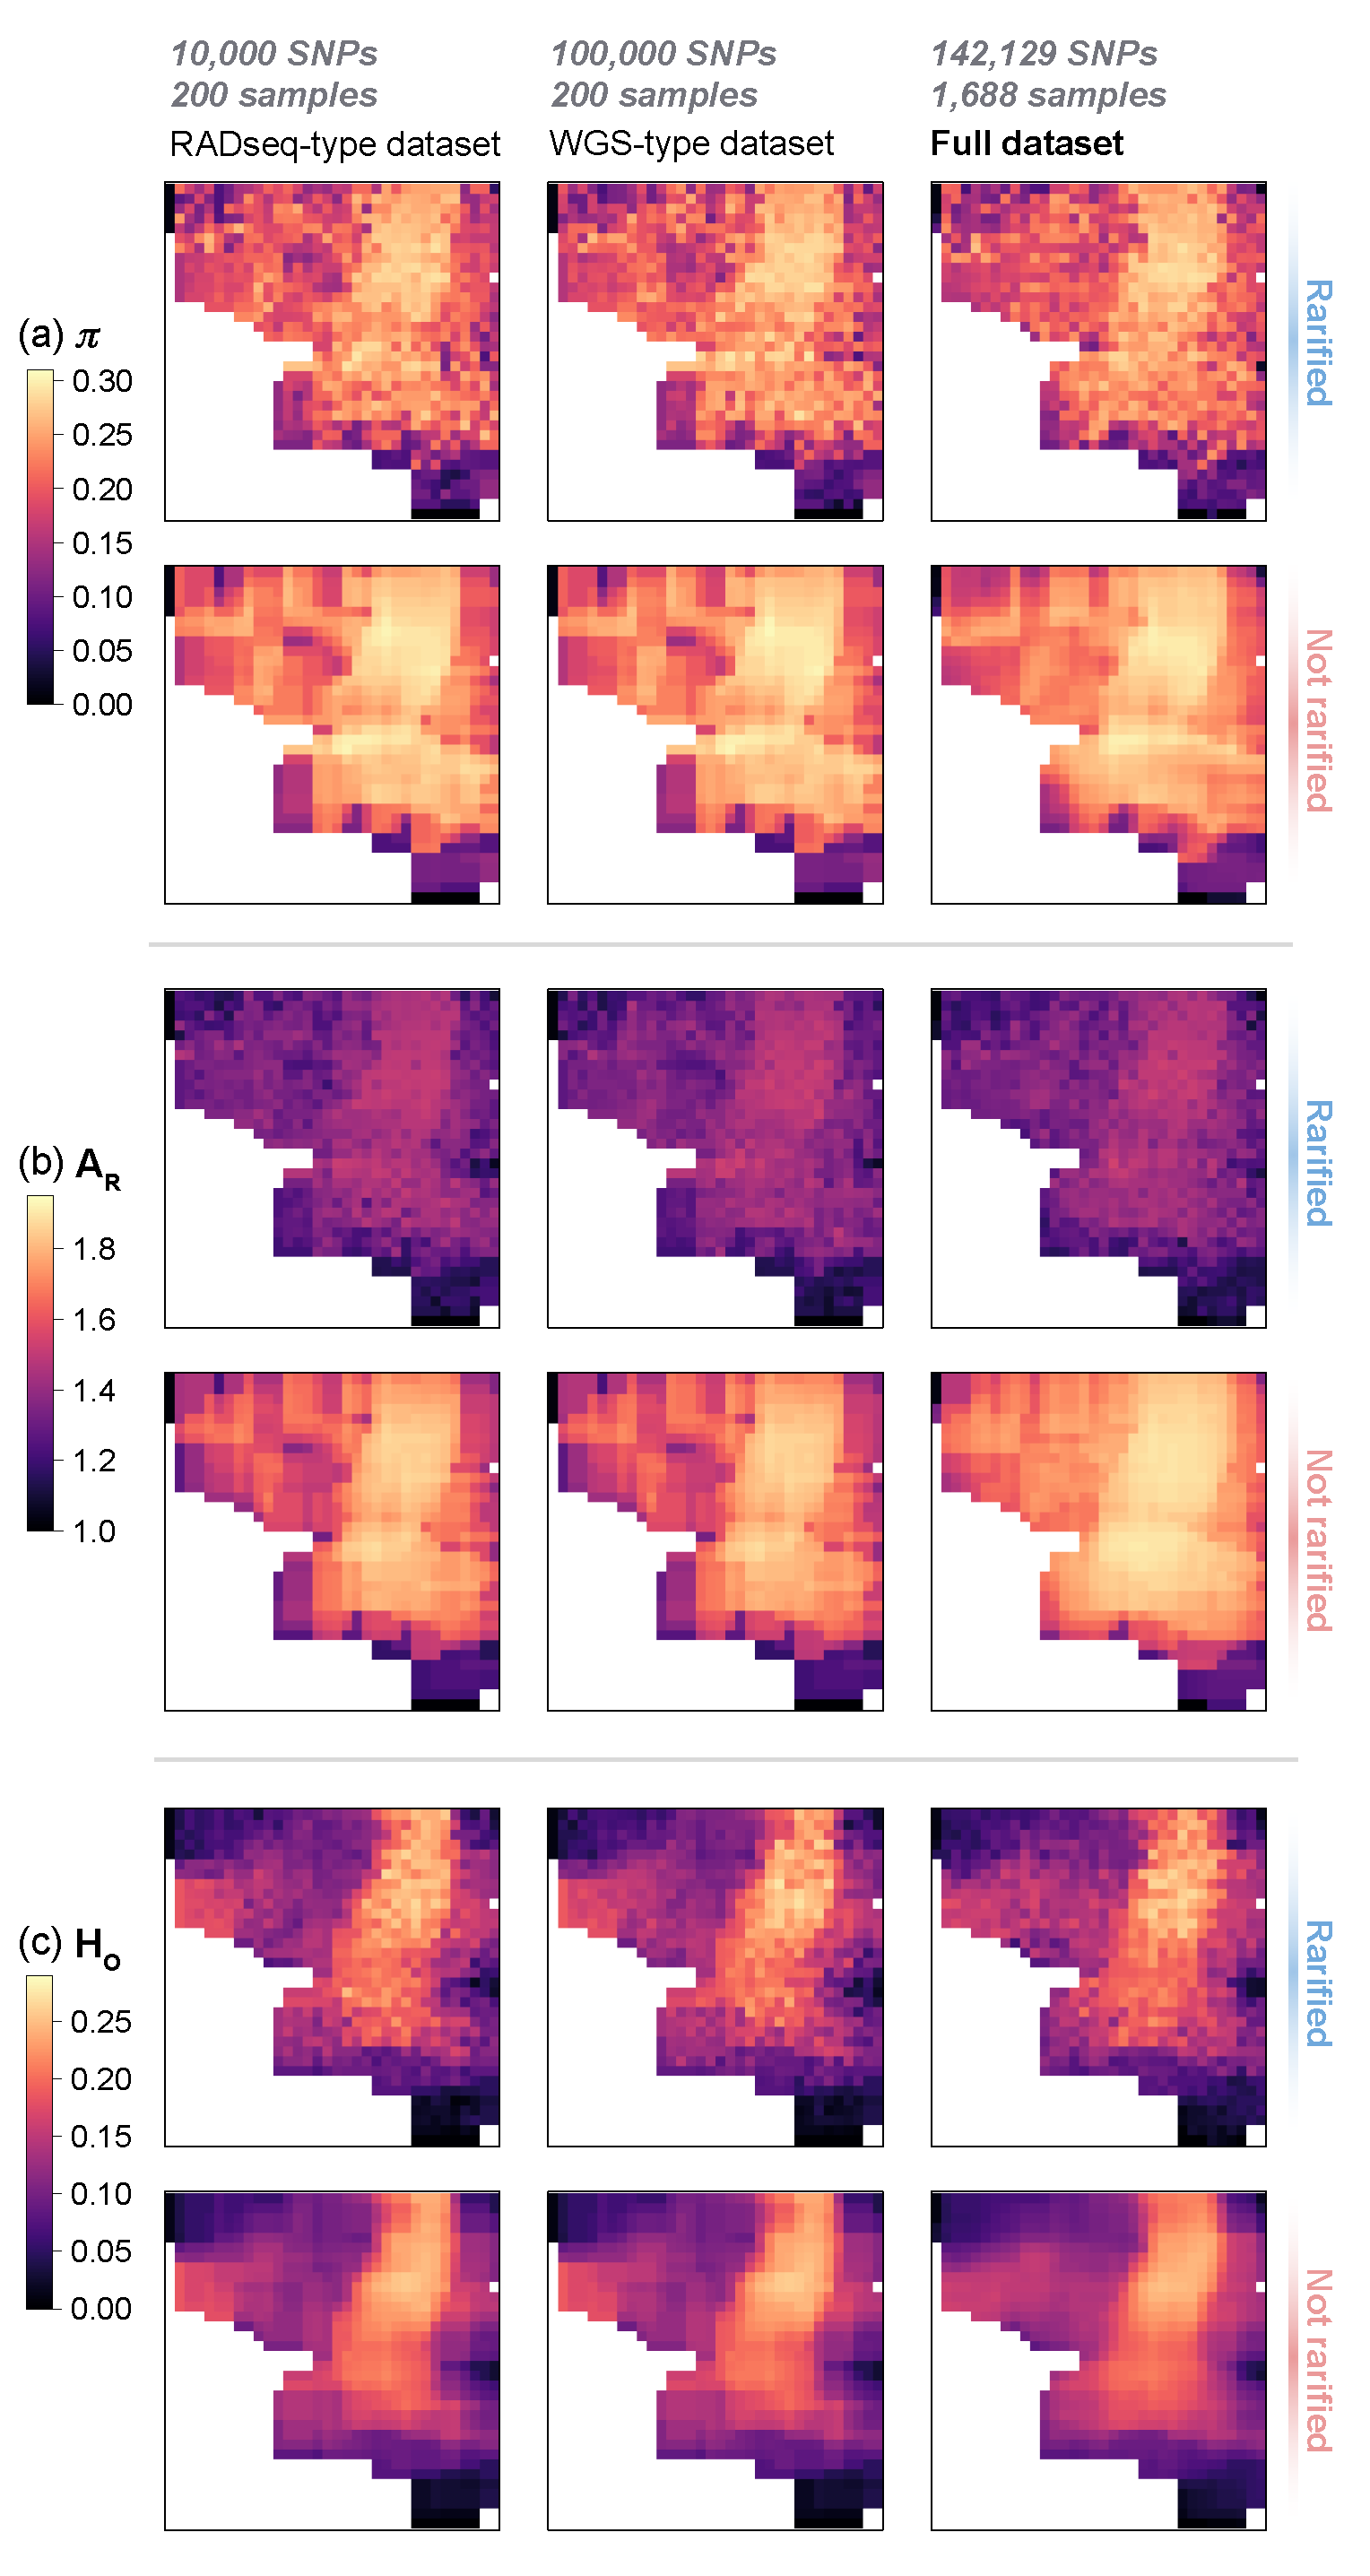 10,000 SNPs
200 samples
RADseq-type dataset
100,000 SNPs
200 samples
WGS-type dataset
142,129 SNPs
1,688 samples
Full dataset
(a) π
0.30
0.25
0.20
0.15
0.10
0.05
0.00
Rarified
Not rarified
(b) AR
1.8
1.6
1.4
1.2
1.0
Rarified
Not rarified
(c) HO
0.25
0.20
0.15
0.10
0.05
0.00
Rarified
Not rarified